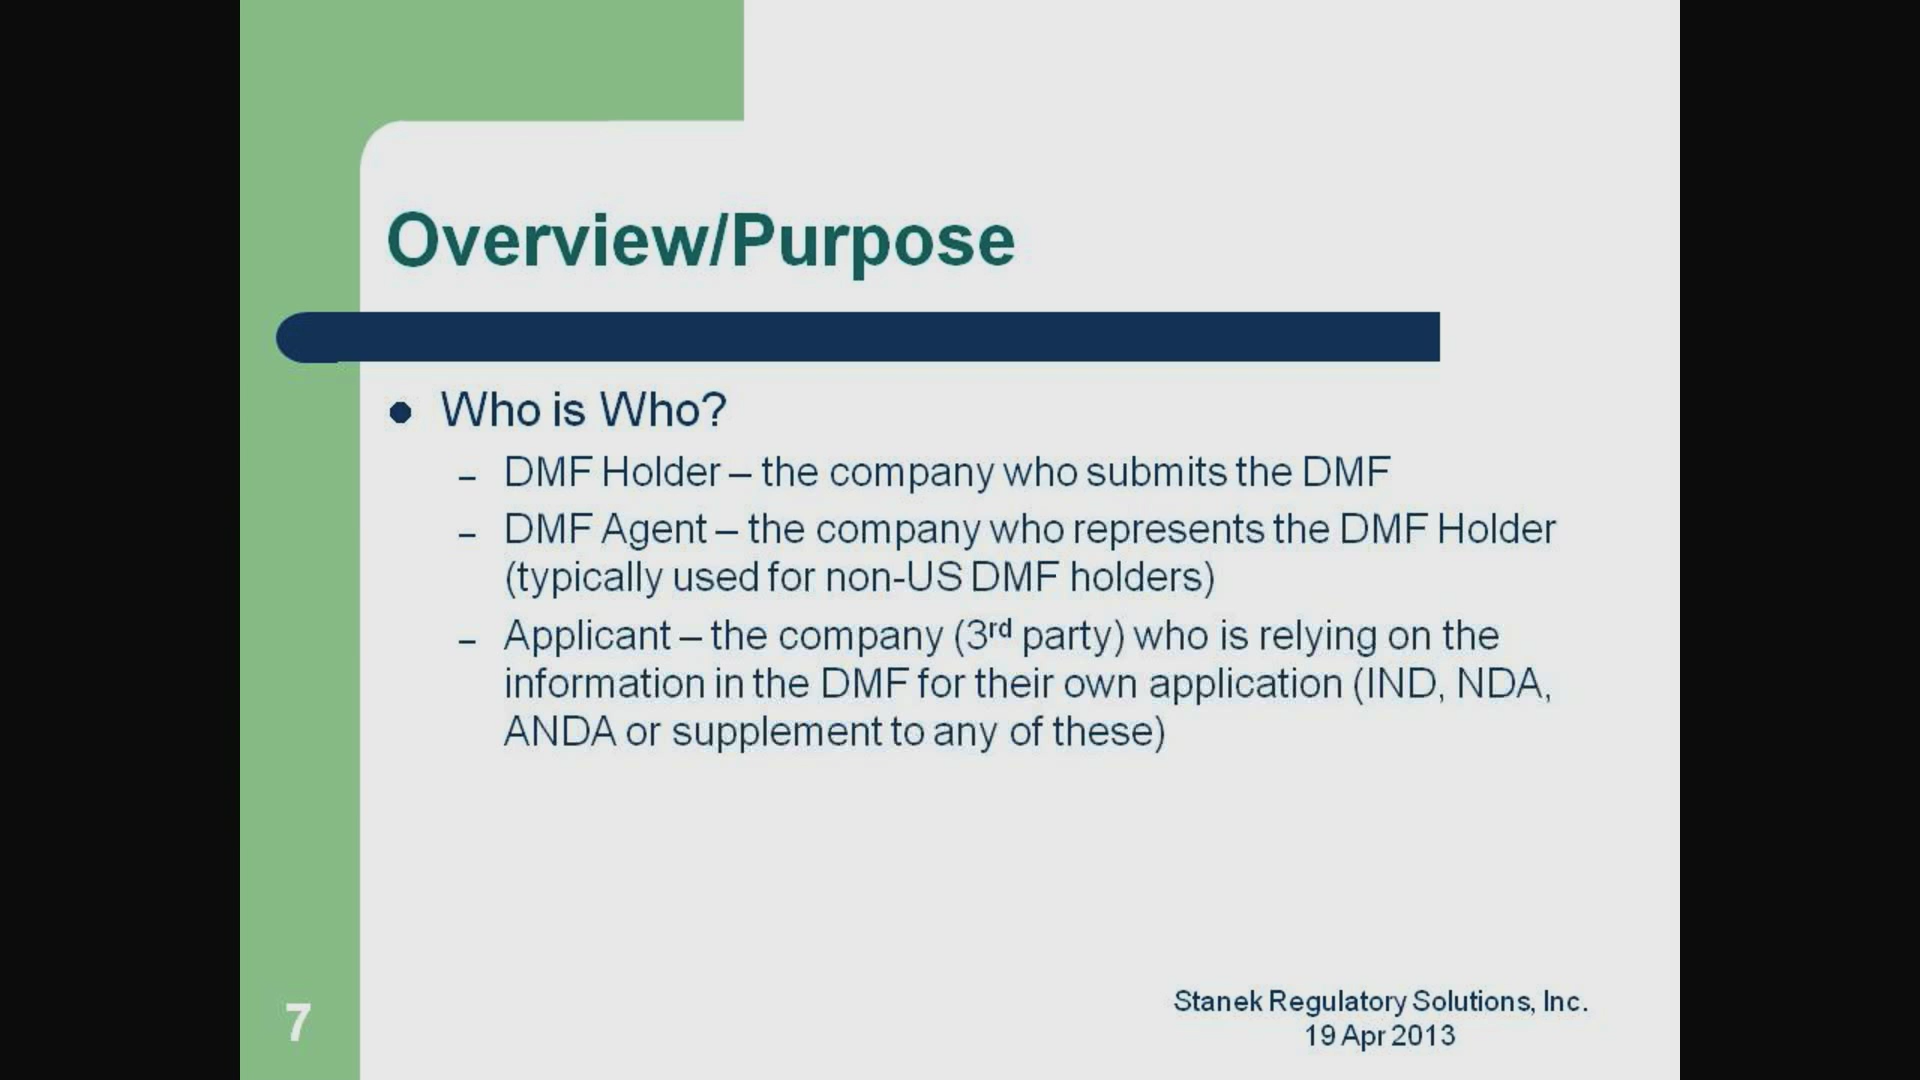 Overview/Purpose
● Who is Who?
– DMF Holder – the company who submits the DMF
– DMF Agent – the company who represents the DMF Holder
(typically used for non-US DMF holders)
– Applicant – the company (3rd party) who is relying on the
information in the DMF for their own application (IND, NDA,
ANDA or supplement to any of these)
7
Stanek Regulatory Solutions, Inc.
19 Apr 2013